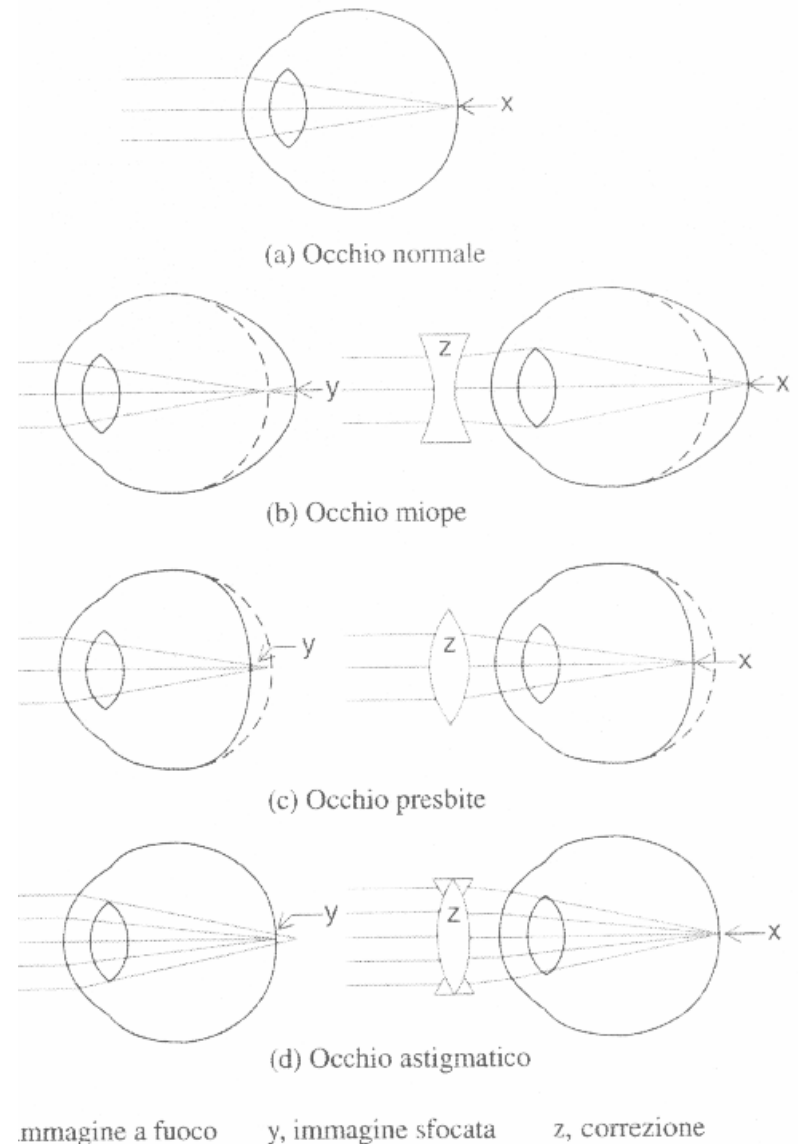 x
(a) Occhio normale
z
y
x
(b) Occhio miope
y
z
x
(c) Occhio presbite
y
z
x
(d) Occhio astigmatico
mmagine a fuoco y, immagine sfocata z, correzione